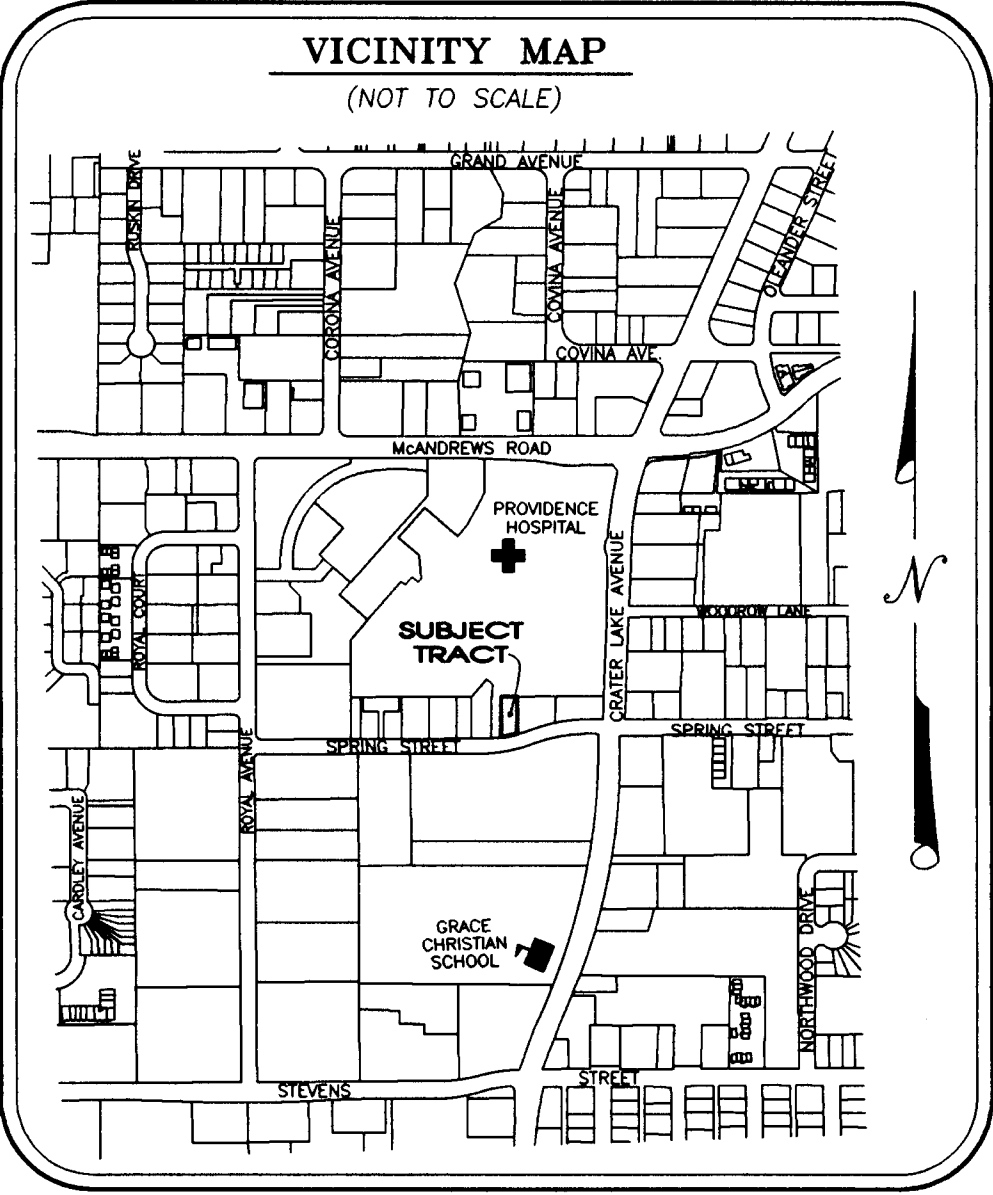 VICINITY MAP
(NOT TO SCALE)
GRAND AVENUE
RUSKIN DRIVE
CORONA AVENUE
COVINA AVENUE
OLEANDER STREET
COVINA AVE.
McANDREWS ROAD
PROVIDENCE
HOSPITAL
CRATER LAKE AVENUE
N
ROYAL COURT
WOODROW LANE
SUBJECT
TRACT
SPRING STREET
SPRING STREET
ROYAL AVENUE
CARDLEY AVENUE
GRACE
CHRISTIAN
SCHOOL
NORTHWOOD DRIVE
STEVENS
STREET